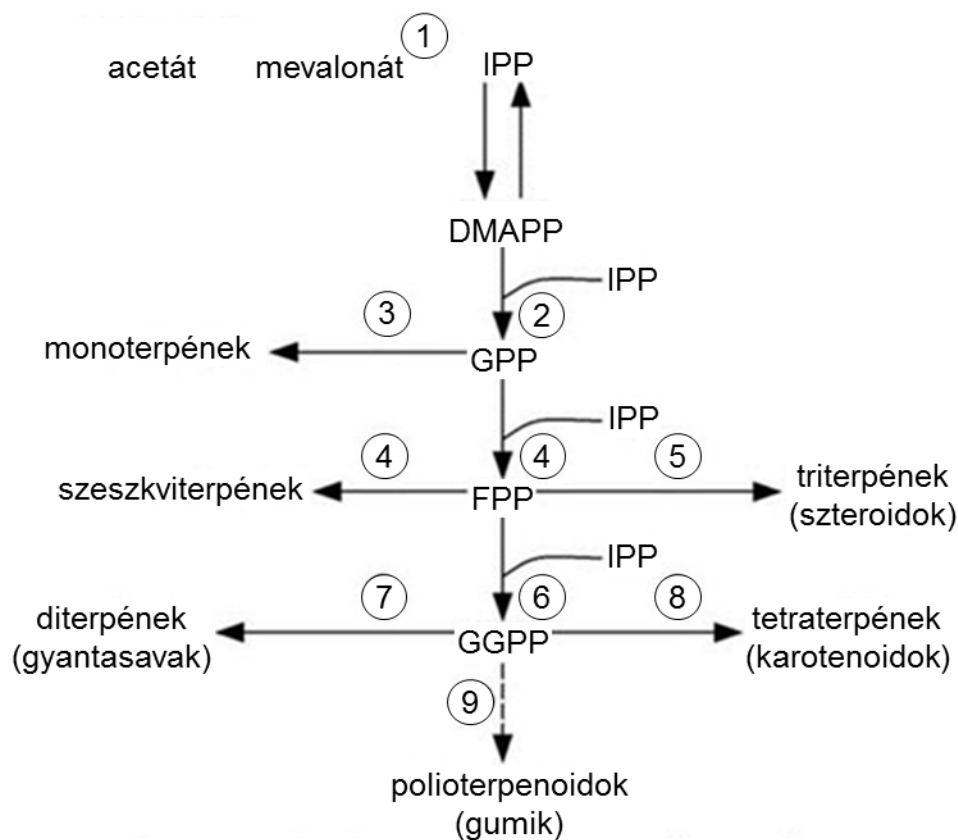 1
acetát mevalonát IPP
DMAPP
IPP
3 2
monoterpének GPP
IPP
4 4 5
szeszkviterpének FPP triterpének
(szteroidok)
IPP
7 6 8
diterpének GGPP tetraterpének
(gyantasavak) (karotenoidok)
9
polioterpenoidok
(gumik)